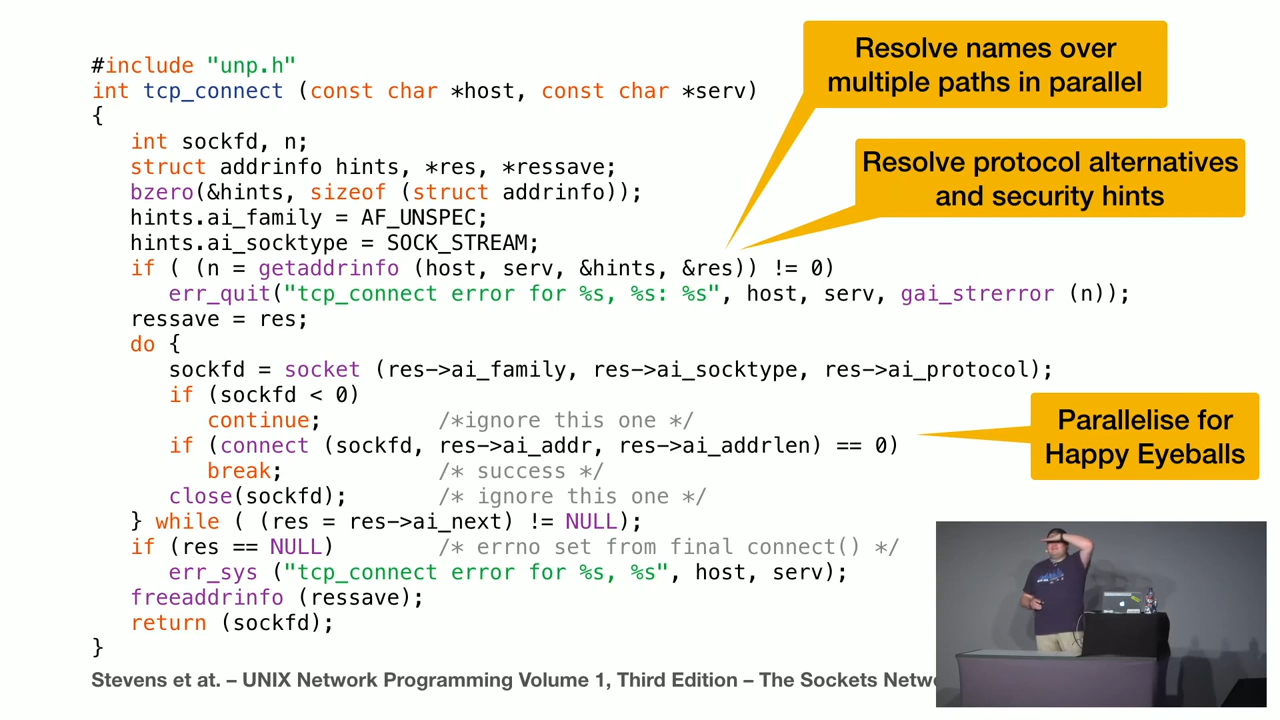 #include "unp.h"
int tcp_connect (const char *host, const char *serv)
{
   int sockfd, n;
   struct addrinfo hints, *res, *ressave;
   bzero(&hints, sizeof (struct addrinfo));
   hints.ai_family = AF_UNSPEC;
   hints.ai_socktype = SOCK_STREAM;
   if ( (n = getaddrinfo (host, serv, &hints, &res)) != 0)
      err_quit("tcp_connect error for %s, %s: %s", host, serv, gai_strerror (n));
   ressave = res;
   do {
      sockfd = socket (res->ai_family, res->ai_socktype, res->ai_protocol);
      if (sockfd < 0)
         continue;         /*ignore this one */
      if (connect (sockfd, res->ai_addr, res->ai_addrlen) == 0)
         break;            /* success */
      close(sockfd);       /* ignore this one */
   } while ( (res = res->ai_next) != NULL);
   if (res == NULL)        /* errno set from final connect() */
      err_sys ("tcp_connect error for %s, %s", host, serv);
   freeaddrinfo (ressave);
   return (sockfd);
}
Resolve names over
multiple paths in parallel
Resolve protocol alternatives
and security hints
Parallelise for
Happy Eyeballs
Stevens et at. – UNIX Network Programming Volume 1, Third Edition – The Sockets